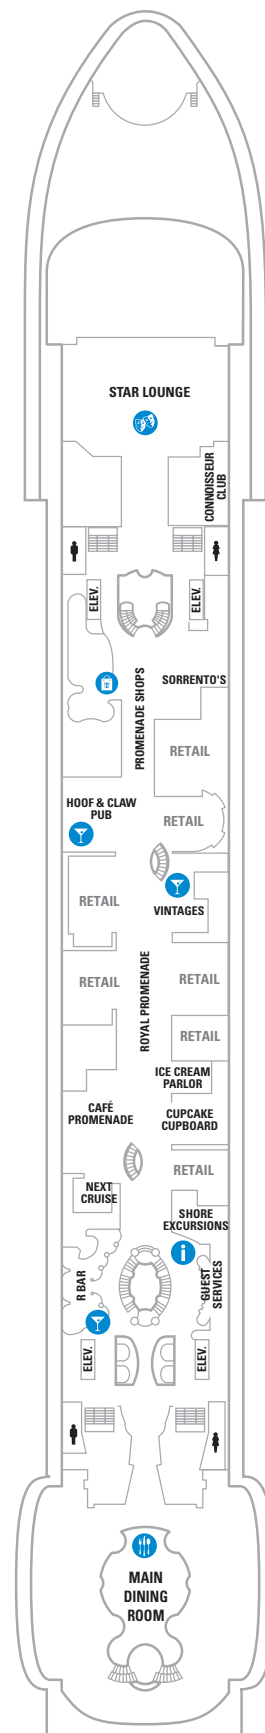 STAR LOUNGE
CONNOISSEUR
CLUB
ELEV.
ELEV.
PROMENADE SHOPS
SORRENTO'S
RETAIL
HOOF & CLAW
PUB
RETAIL
RETAIL
VINTAGES
ROYAL PROMENADE
RETAIL
RETAIL
RETAIL
ICE CREAM
PARLOR
CAFÉ
PROMENADE
CUPCAKE
CUPBOARD
RETAIL
NEXT
CRUISE
SHORE
EXCURSIONS
R BAR
GUEST
SERVICES
ELEV.
ELEV.
MAIN
DINING
ROOM